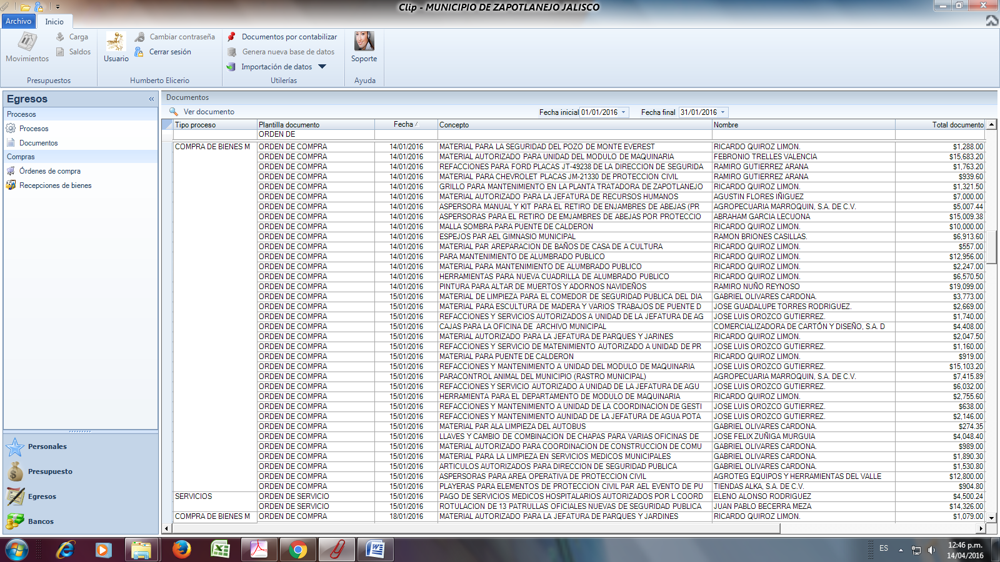 Clip - MUNICIPIO DE ZAPOTLANEJO JALISCO
Archivo Inicio
Movimientos
Carga
Saldos
Presupuestos
Usuario
Cambiar contraseña
Cerrar sesión
Humberto Elicerio
Documentos por contabilizar
Genera nueva base de datos
Importación de datos
Utilerías
Soporte
Ayuda
Egresos «
Procesos
Procesos
Documentos
Compras
Órdenes de compra
Recepciones de bienes
Personales
Presupuesto
Egresos
Bancos
Documentos
Ver documento Fecha inicial 01/01/2016 Fecha final 31/01/2016
Tipo proceso Plantilla documento Fecha Concepto Nombre Total documento
ORDEN DE
COMPRA DE BIENES M ORDEN DE COMPRA 14/01/2016 MATERIAL PARA LA SEGURIDAD DEL POZO DE MONTE EVEREST RICARDO QUIROZ LIMON. $1,288.00
ORDEN DE COMPRA 14/01/2016 MATERIAL AUTORIZADO PARA UNIDAD DEL MODULO DE MAQUINARIA FEBRONIO TRELLES VALENCIA $15,683.20
ORDEN DE COMPRA 14/01/2016 REFACCIONES PARA FORD PLACAS JT-49238 DE LA DIRECCION DE SEGURIDA RAMIRO GUTIERREZ ARANA $1,763.20
ORDEN DE COMPRA 14/01/2016 MATERIAL PARA CHEVROLET PLACAS JM-21330 DE PROTECCION CIVIL RAMIRO GUTIERREZ ARANA $939.60
ORDEN DE COMPRA 14/01/2016 GRILLO PARA MANTENIMIENTO EN LA PLANTA TRATADORA DE ZAPOTLANEJO RICARDO QUIROZ LIMON. $1,321.50
ORDEN DE COMPRA 14/01/2016 MATERIAL AUTORIZADO PARA LA JEFATURA DE RECURSOS HUMANOS AGUSTIN FLORES IÑIGUEZ $7,000.00
ORDEN DE COMPRA 14/01/2016 ASPERSORA MANUAL Y KIT PARA EL RETIRO DE ENJAMBRES DE ABEJAS (PR AGROPECUARIA MARROQUIN, S.A. DE C.V. $5,007.44
ORDEN DE COMPRA 14/01/2016 ASPERSORAS PARA EL RETIRO DE EMJAMBRES DE ABEJAS POR PROTECCIO ABRAHAM GARCIA LECUONA $15,009.38
ORDEN DE COMPRA 14/01/2016 MALLA SOMBRA PARA PUENTE DE CALDERON RICARDO QUIROZ LIMON. $10,000.00
ORDEN DE COMPRA 14/01/2016 ESPEJOS PAR AEL GIMNASIO MUNICIPAL RAMON BRIONES CASILLAS. $6,913.60
ORDEN DE COMPRA 14/01/2016 MATERIAL PAR AREPARACION DE BAÑOS DE CASA DE A CULTURA RICARDO QUIROZ LIMON. $557.00
ORDEN DE COMPRA 14/01/2016 PARA MANTENIMIENTO DE ALUMBRADO PUBLICO RICARDO QUIROZ LIMON. $12,956.00
ORDEN DE COMPRA 14/01/2016 MATERIAL PARA MANTENIMIENTO DE ALUMBRADO PUBLICO RICARDO QUIROZ LIMON. $2,247.00
ORDEN DE COMPRA 14/01/2016 HERRAMIENTAS PARA NUEVA CUADRILLA DE ALUMBRADO PUBLICO RICARDO QUIROZ LIMON. $6,570.50
ORDEN DE COMPRA 14/01/2016 PINTURA PARA ALTAR DE MUERTOS Y ADORNOS NAVIDEÑOS RAMIRO NUÑO REYNOSO $19,099.00
ORDEN DE COMPRA 15/01/2016 MATERIAL DE LIMPIEZA PARA EL COMEDOR DE SEGURIDAD PUBLICA DEL DIA GABRIEL OLIVARES CARDONA. $3,773.00
ORDEN DE COMPRA 15/01/2016 MATERIAL PARA ESCULTURA DE MADERA Y VARIOS TRABAJOS DE PUENTE D JOSE GUADALUPE TORRES RODRIGUEZ. $2,669.00
ORDEN DE COMPRA 15/01/2016 REFACCIONES Y SERVICIOS AUTORIZADOS A UNIDAD DE LA JEFATURA DE AG JOSE LUIS OROZCO GUTIERREZ. $1,740.00
ORDEN DE COMPRA 15/01/2016 CAJAS PARA LA OFICINA DE ARCHIVO MUNICIPAL COMERCIALIZADORA DE CARTÓN Y DISEÑO, S.A. D $4,408.00
ORDEN DE COMPRA 15/01/2016 MATERIAL AUTORIZADO PARA LA JEFATURA DE PARQUES Y JARINES RICARDO QUIROZ LIMON. $2,047.50
ORDEN DE COMPRA 15/01/2016 REFACCIONES Y SERVICIO DE MATENIMIENTO AUTORIZADO A UNIDAD DE PR JOSE LUIS OROZCO GUTIERREZ. $1,160.00
ORDEN DE COMPRA 15/01/2016 MATERIAL PARA PUENTE DE CALDERON RICARDO QUIROZ LIMON. $919.00
ORDEN DE COMPRA 15/01/2016 REFACCIONES Y MANTENIMIENTO A UNIDAD DEL MODULO DE MAQUINARIA JOSE LUIS OROZCO GUTIERREZ. $15,103.20
ORDEN DE COMPRA 15/01/2016 PARACONTROL ANIMAL DEL MUNICIPIO (RASTRO MUNICIPAL) AGROPECUARIA MARROQUIN, S.A. DE C.V. $7,415.89
ORDEN DE COMPRA 15/01/2016 REFACCIONES Y SERVICIO AUTORIZADO A UNIDAD DE LA JEFATURA DE AGU JOSE LUIS OROZCO GUTIERREZ. $6,032.00
ORDEN DE COMPRA 15/01/2016 HERRAMIENTA PARA EL DEPARTAMENTO DE MODULO DE MAQUINARIA RICARDO QUIROZ LIMON. $2,755.60
ORDEN DE COMPRA 15/01/2016 REFACCIONES Y MANTENIMIENTO A UNIDAD DE LA COORDINACION DE GESTI JOSE LUIS OROZCO GUTIERREZ. $638.00
ORDEN DE COMPRA 15/01/2016 REFACCIONES Y MANTENIMIENTO AUNIDAD DE LA JEFATURA DE AGUA POTA JOSE LUIS OROZCO GUTIERREZ. $2,146.00
ORDEN DE COMPRA 15/01/2016 MATERIAL PAR ALA LIMPIEZA DEL AUTOBUS GABRIEL OLIVARES CARDONA. $274.35
ORDEN DE COMPRA 15/01/2016 LLAVES Y CAMBIO DE COMBINACION DE CHAPAS PARA VARIAS OFICINAS DE JOSE FELIX ZUÑIGA MURGUIA $4,048.40
ORDEN DE COMPRA 15/01/2016 MATERIAL AUTORIZADO PARA COORDINACION DE CONSTRUCCION DE COMU GABRIEL OLIVARES CARDONA. $989.00
ORDEN DE COMPRA 15/01/2016 MATERIAL PARA LA LIMPIEZA EN SERVICIOS MEDICOS MUNICIPALES GABRIEL OLIVARES CARDONA. $1,890.30
ORDEN DE COMPRA 15/01/2016 ARTICULOS AUTORIZADOS PARA DIRECCION DE SEGURIDAD PUBLICA GABRIEL OLIVARES CARDONA. $1,530.80
ORDEN DE COMPRA 15/01/2016 ASPERSORAS PARA AREA OPERATIVA DE PROTECCION CIVIL AGROTEG EQUIPOS Y HERRAMIENTAS DEL VALLE $12,800.00
ORDEN DE COMPRA 15/01/2016 PLAYERAS PARA ELEMENTOS DE PROTECCION CIVIL PAR AEL EVENTO DE PU TIENDAS ALKA, S.A. DE C.V. $904.80
SERVICIOS ORDEN DE SERVICIO 15/01/2016 PAGO DE SERVICIOS MEDICOS HOSPITALARIOS AUTORIZADOS POR L COORD ELENO ALONSO RODRIGUEZ $4,500.24
ORDEN DE SERVICIO 15/01/2016 ROTULACION DE 13 PATRULLAS OFICIALES NUEVAS DE SEGURIDAD PUBLICA JUAN PABLO BECERRA MEZA $14,326.00
COMPRA DE BIENES M ORDEN DE COMPRA 18/01/2016 MATERIAL AUTORIZADO PARA LA JEFATURA DE PARQUES Y JARDINES RICARDO QUIROZ LIMON. $1,079.00
ES
12:46 p.m.
14/04/2016